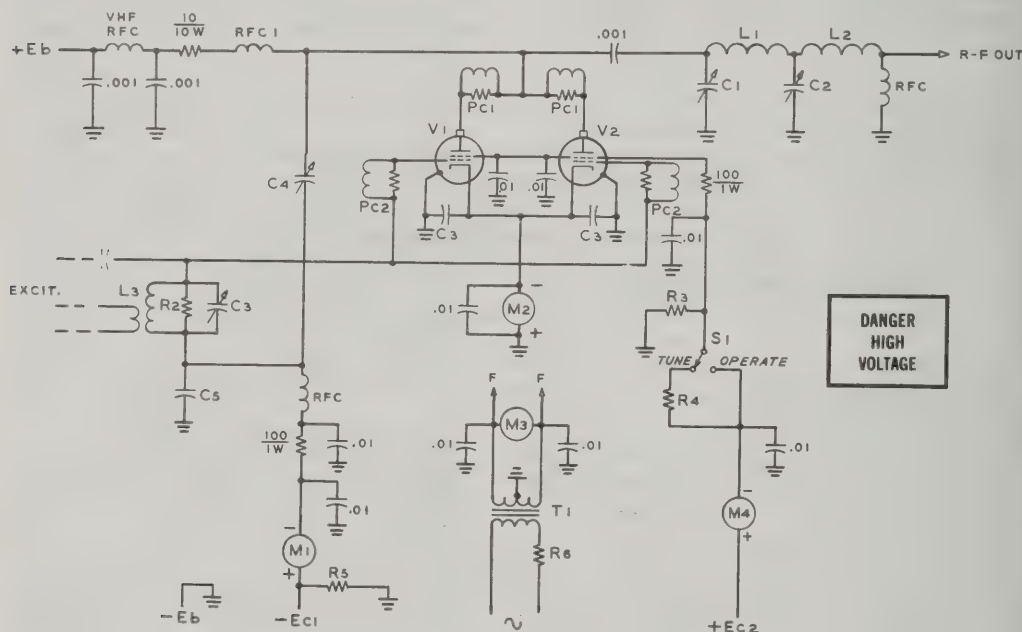 VHF
RFC
10
10W
RFC1
+Eb
.001
.001
.001
L1
L2
R-F OUT
C1
C2
RFC
PC1
PC1
V1
V2
C4
PC2
.01
.01
PC2
100
1W
C3
C3
.01
EXCIT.
L3
R2
C3
.01
M2
-
+
R3
S1
TUNE
OPERATE
DANGER
HIGH
VOLTAGE
C5
RFC
F
F
R4
100
1W
.01
.01
M3
.01
.01
.01
T1
-
M1
+
R5
R6
-
M4
+
-Eb
-EC1
+EC2